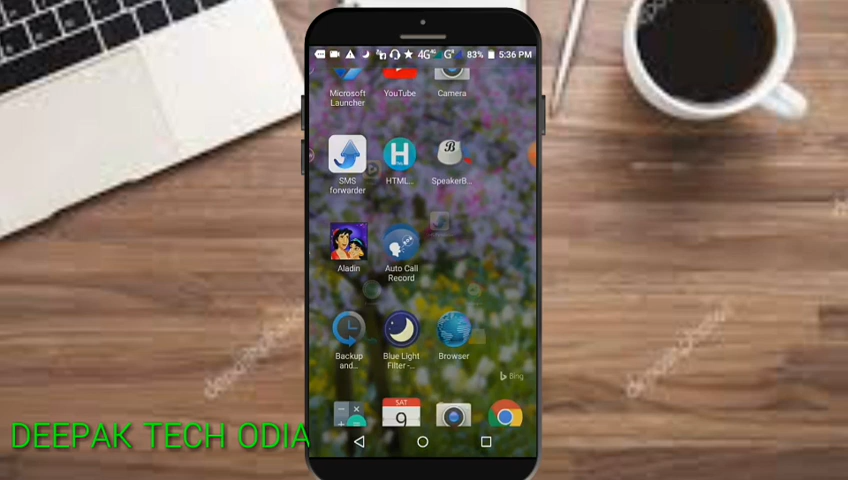 4G 83% 5:36 PM
Microsoft Launcher
YouTube
Camera
SMS forwarder
HTML...
SpeakerB...
Aladin
Auto Call Record
Backup and...
Blue Light Filter-...
Browser
Bing
SAT
9
DEEPAK TECH ODIA